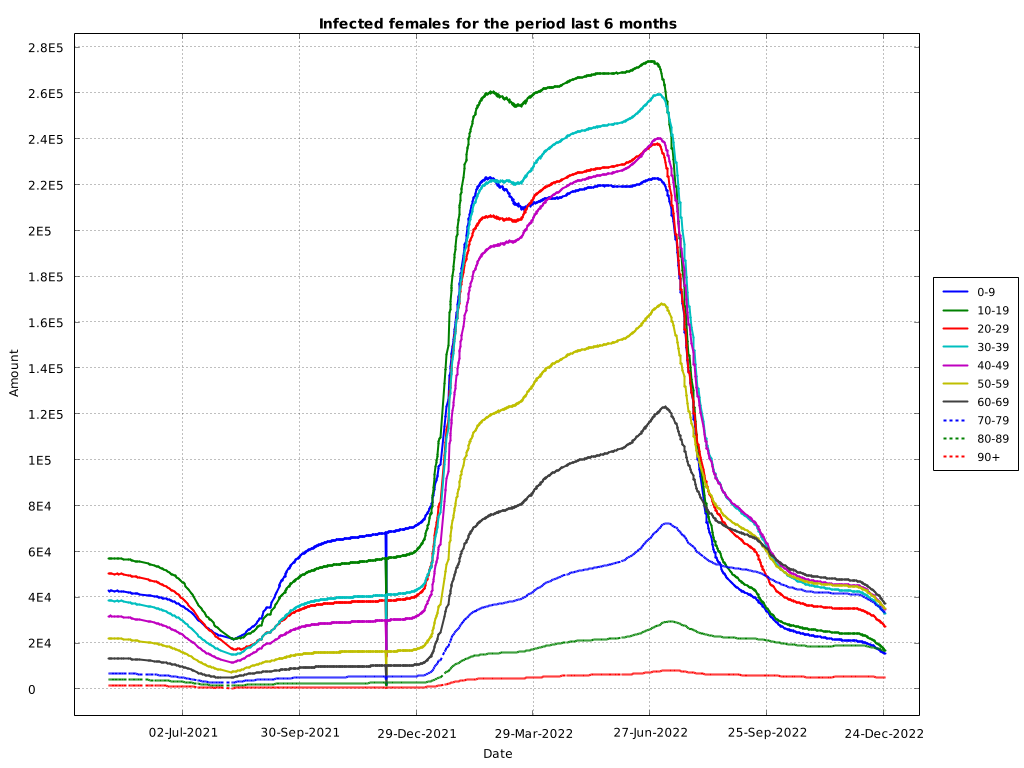 Infected females for the period last 6 months
2.8E5
2.6E5
2.4E5
2.2E5
2E5
1.8E5
1.6E5
1.4E5
1.2E5
1E5
8E4
6E4
4E4
2E4
0
Amount
02-Jul-2021
30-Sep-2021
29-Dec-2021
29-Mar-2022
27-Jun-2022
25-Sep-2022
24-Dec-2022
Date
0-9
10-19
20-29
30-39
40-49
50-59
60-69
70-79
80-89
90+